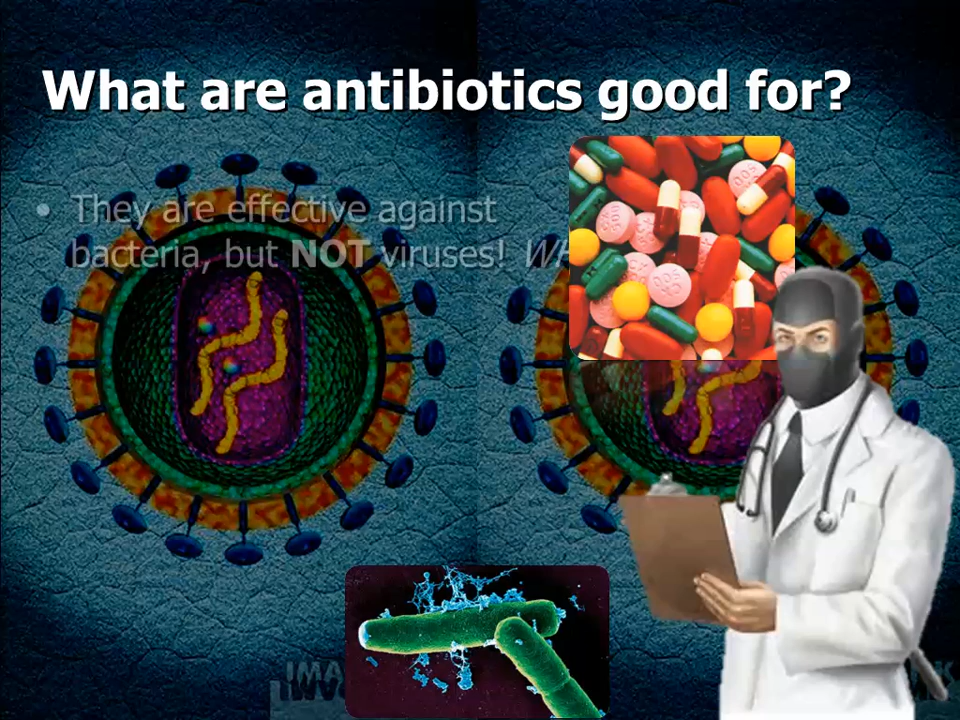 What are antibiotics good for?
• They are effective against
bacteria, but NOT viruses!